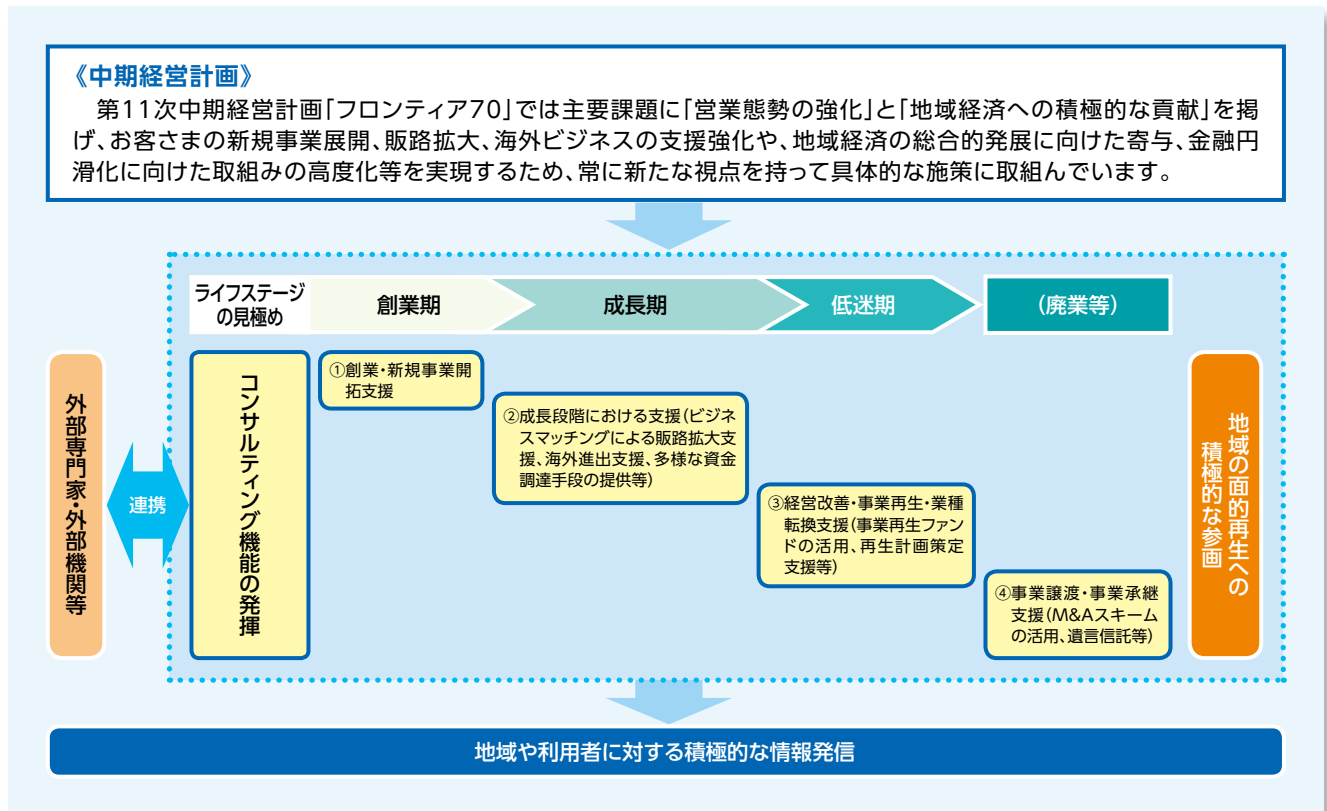 《中期経営計画》
第11次中期経営計画「フロンティア70」では主要課題に「営業態勢の強化」と「地域経済への積極的な貢献」を掲
げ、お客さまの新規事業展開、販路拡大、海外ビジネスの支援強化や、地域経済の総合的発展に向けた寄与、金融円
滑化に向けた取組みの高度化等を実現するため、常に新たな視点を持って具体的な施策に取組んでいます。
ライフステージ
の見極め
創業期
成長期
低迷期
(廃業等)
外部専門家・外部機関等
連携
コンサルティング機能の発揮
①創業・新規事業開
拓支援
②成長段階における支援(ビジネ
スマッチングによる販路拡大支
援、海外進出支援、多様な資金
調達手段の提供等)
③経営改善・事業再生・業種
転換支援(事業再生ファン
ドの活用、再生計画策定
支援等)
④事業譲渡・事業承継
支援(M&Aスキーム
の活用、遺言信託等)
地域の面的再生への
積極的な参画
地域や利用者に対する積極的な情報発信